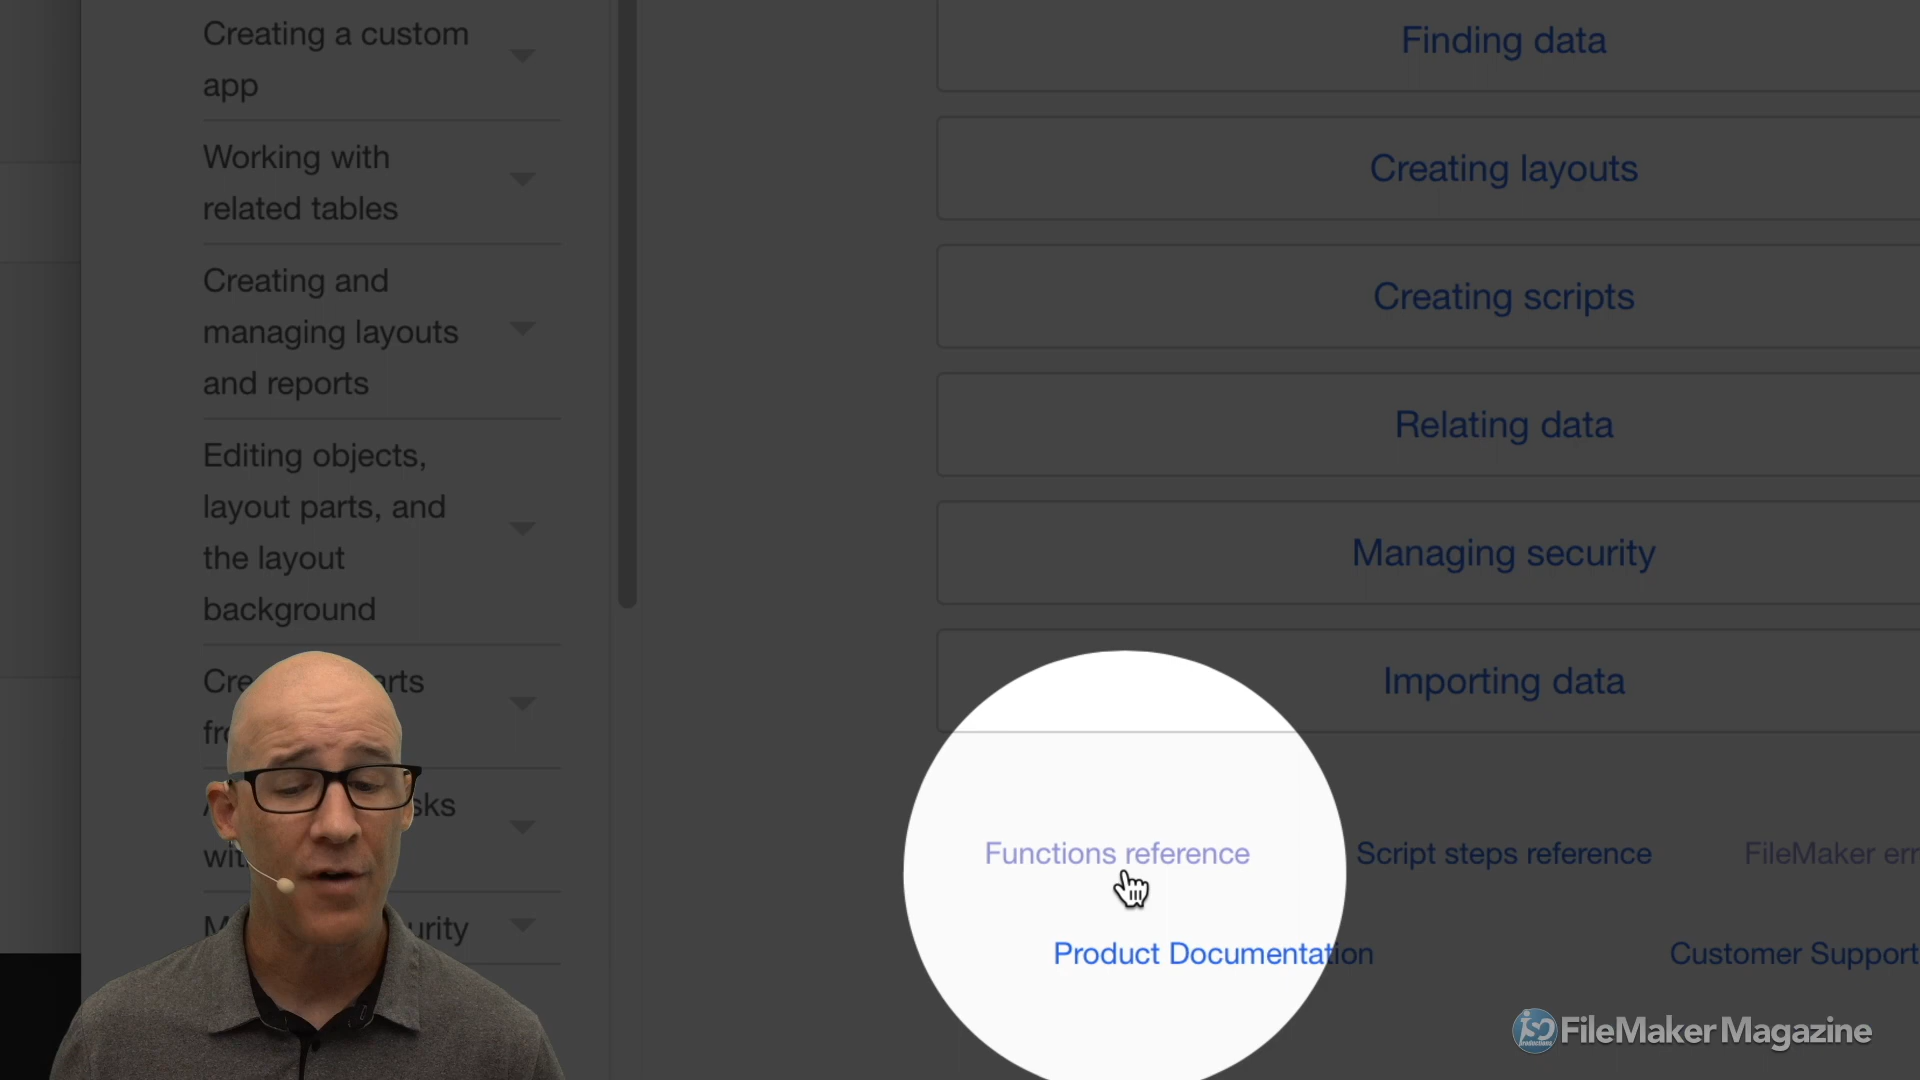 Creating a custom
app
Working with
related tables
Creating and
managing layouts
and reports
Editing objects,
layout parts, and
the layout
background
Finding data
Creating layouts
Creating scripts
Relating data
Managing security
Importing data
Functions reference
Script steps reference
FileMaker
Product Documentation
Customer Support
FileMaker Magazine